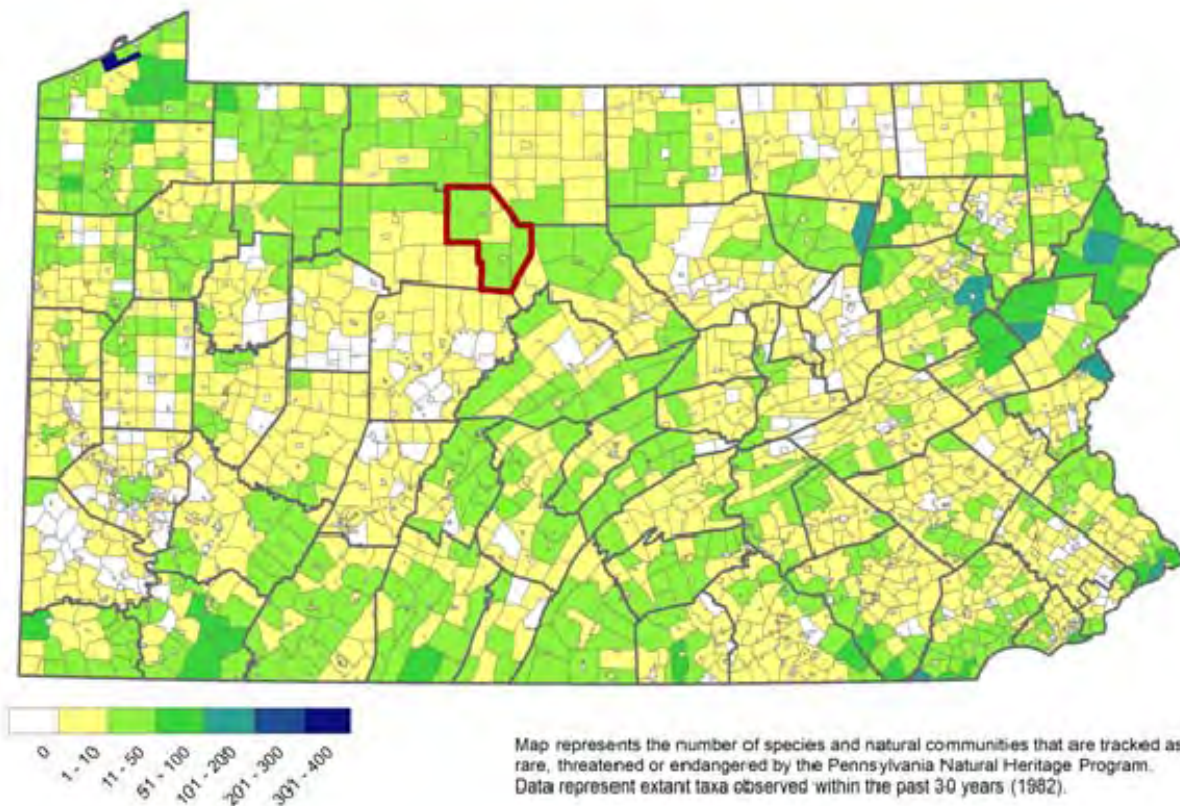 0
1 - 10
11 - 50
51 - 100
101 - 200
201 - 300
301 - 400
Map represents the number of species and natural communities that are tracked as
rare, threatened or endangered by the Pennsylvania Natural Heritage Program.
Data represent extant taxa observed within the past 30 years (1982).